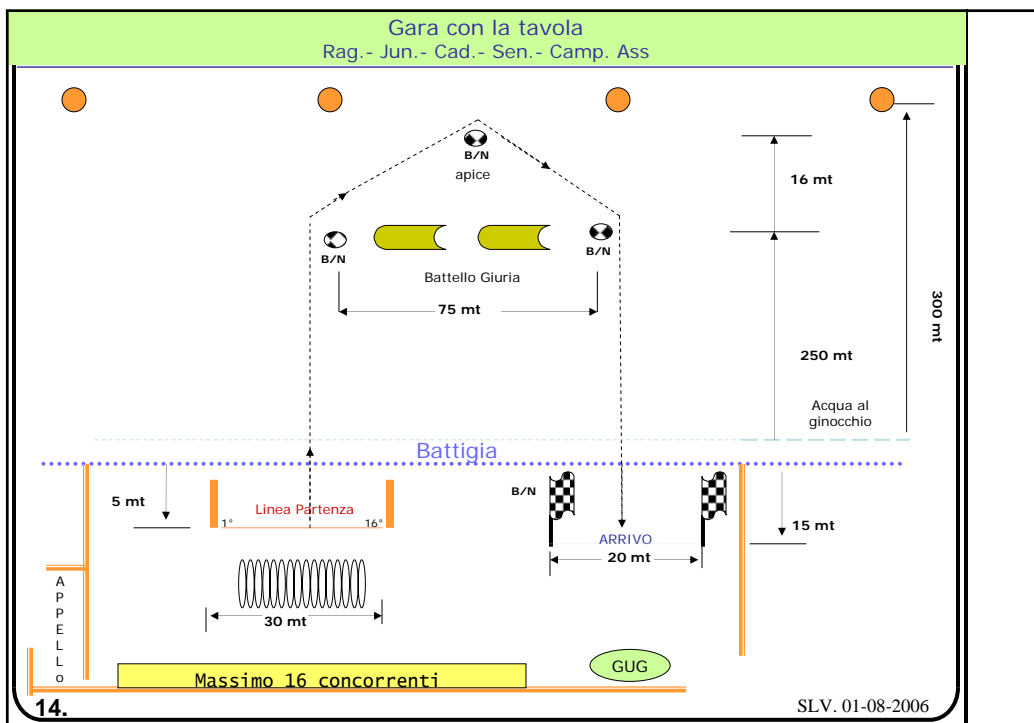 Gara con la tavola
Rag.- Jun.- Cad.- Sen.- Camp. Ass
B/N
apice
16 mt
B/N
B/N
Battello Giuria
75 mt
300 mt
250 mt
Acqua al
ginocchio
Battigia
5 mt
Linea Partenza
1°
16°
B/N
ARRIVO
20 mt
15 mt
30 mt
APPELLO
GUG
Massimo 16 concorrenti
14.
SLV. 01-08-2006